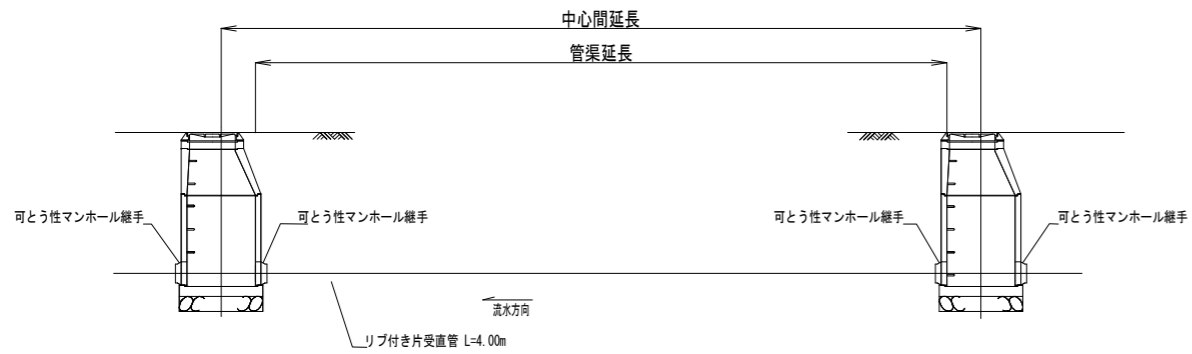 中心間延長
管渠延長
可とう性マンホール継手
可とう性マンホール継手
可とう性マンホール継手
可とう性マンホール継手
流水方向
リブ付き片受直管 L=4.00m